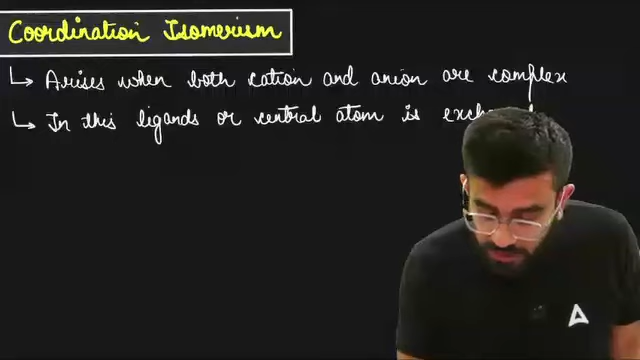 Coordination Isomerism
↳ Arises when both cation and anion are complex
↳ In this ligands or central atom is